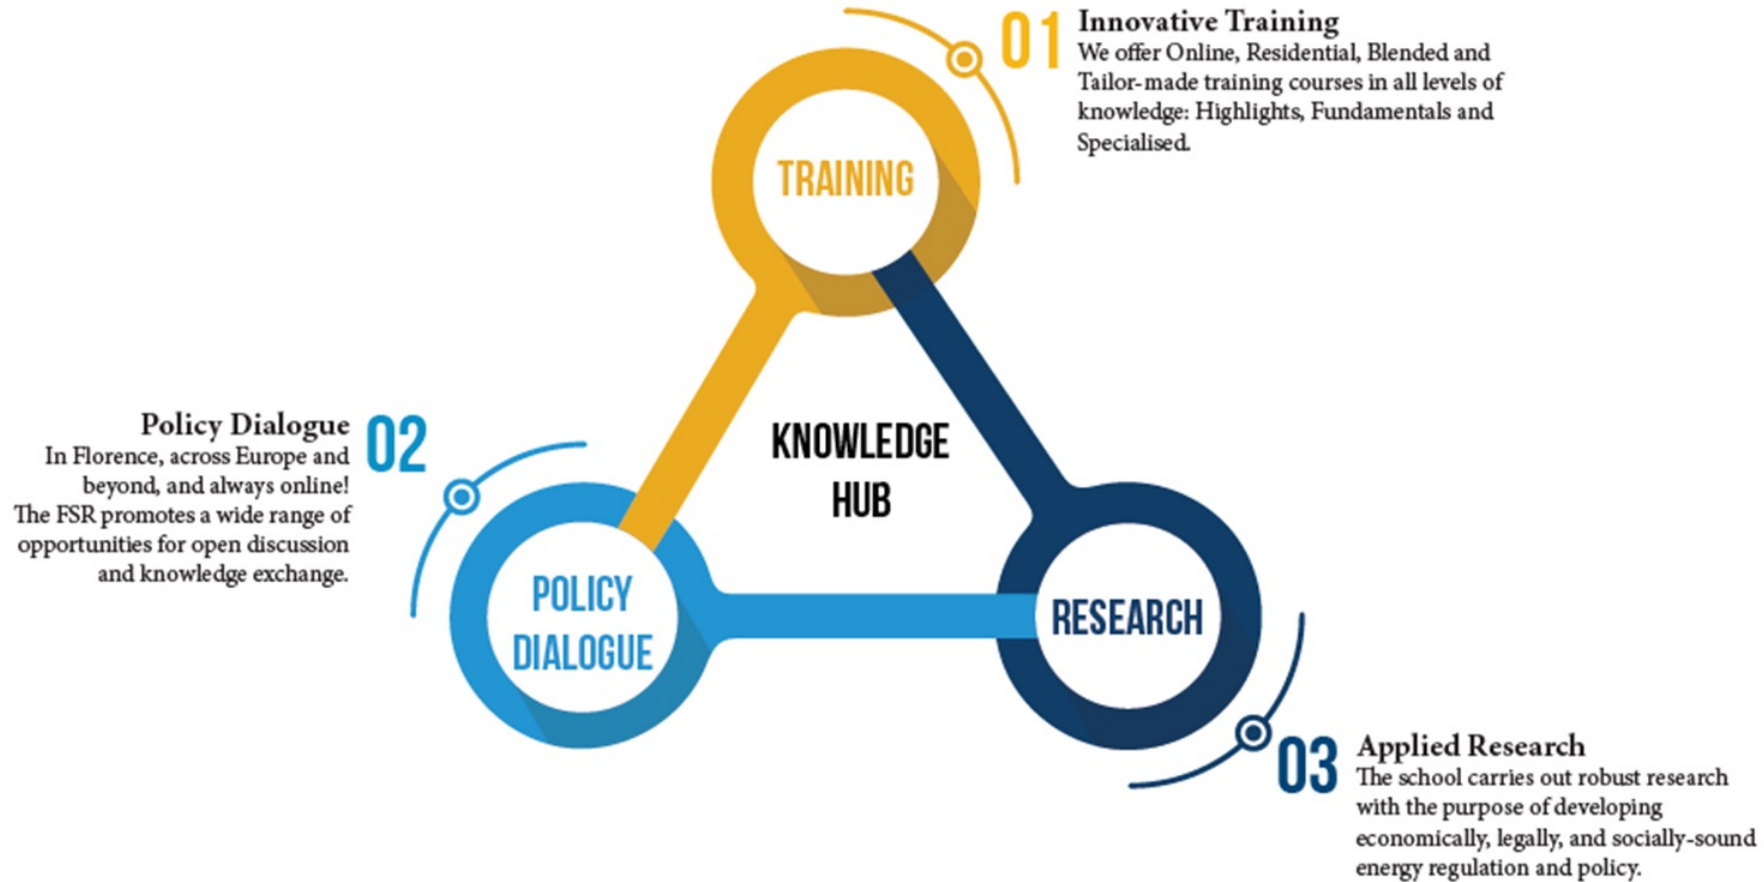 01
Innovative Training
We offer Online, Residential, Blended and
Tailor-made training courses in all levels of
knowledge: Highlights, Fundamentals and
Specialised.
TRAINING
KNOWLEDGE
HUB
Policy Dialogue
02
In Florence, across Europe and
beyond, and always online!
The FSR promotes a wide range of
opportunities for open discussion
and knowledge exchange.
POLICY
DIALOGUE
RESEARCH
03
Applied Research
The school carries out robust research
with the purpose of developing
economically, legally, and socially-sound
energy regulation and policy.